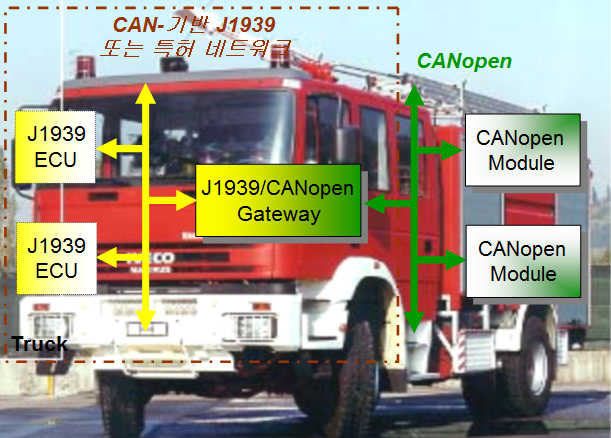 CAN-기반 J1939
또는 특허 네트워크
CANopen
J1939
ECU
CANopen
Module
J1939/CANopen
Gateway
J1939
ECU
CANopen
Module
Truck